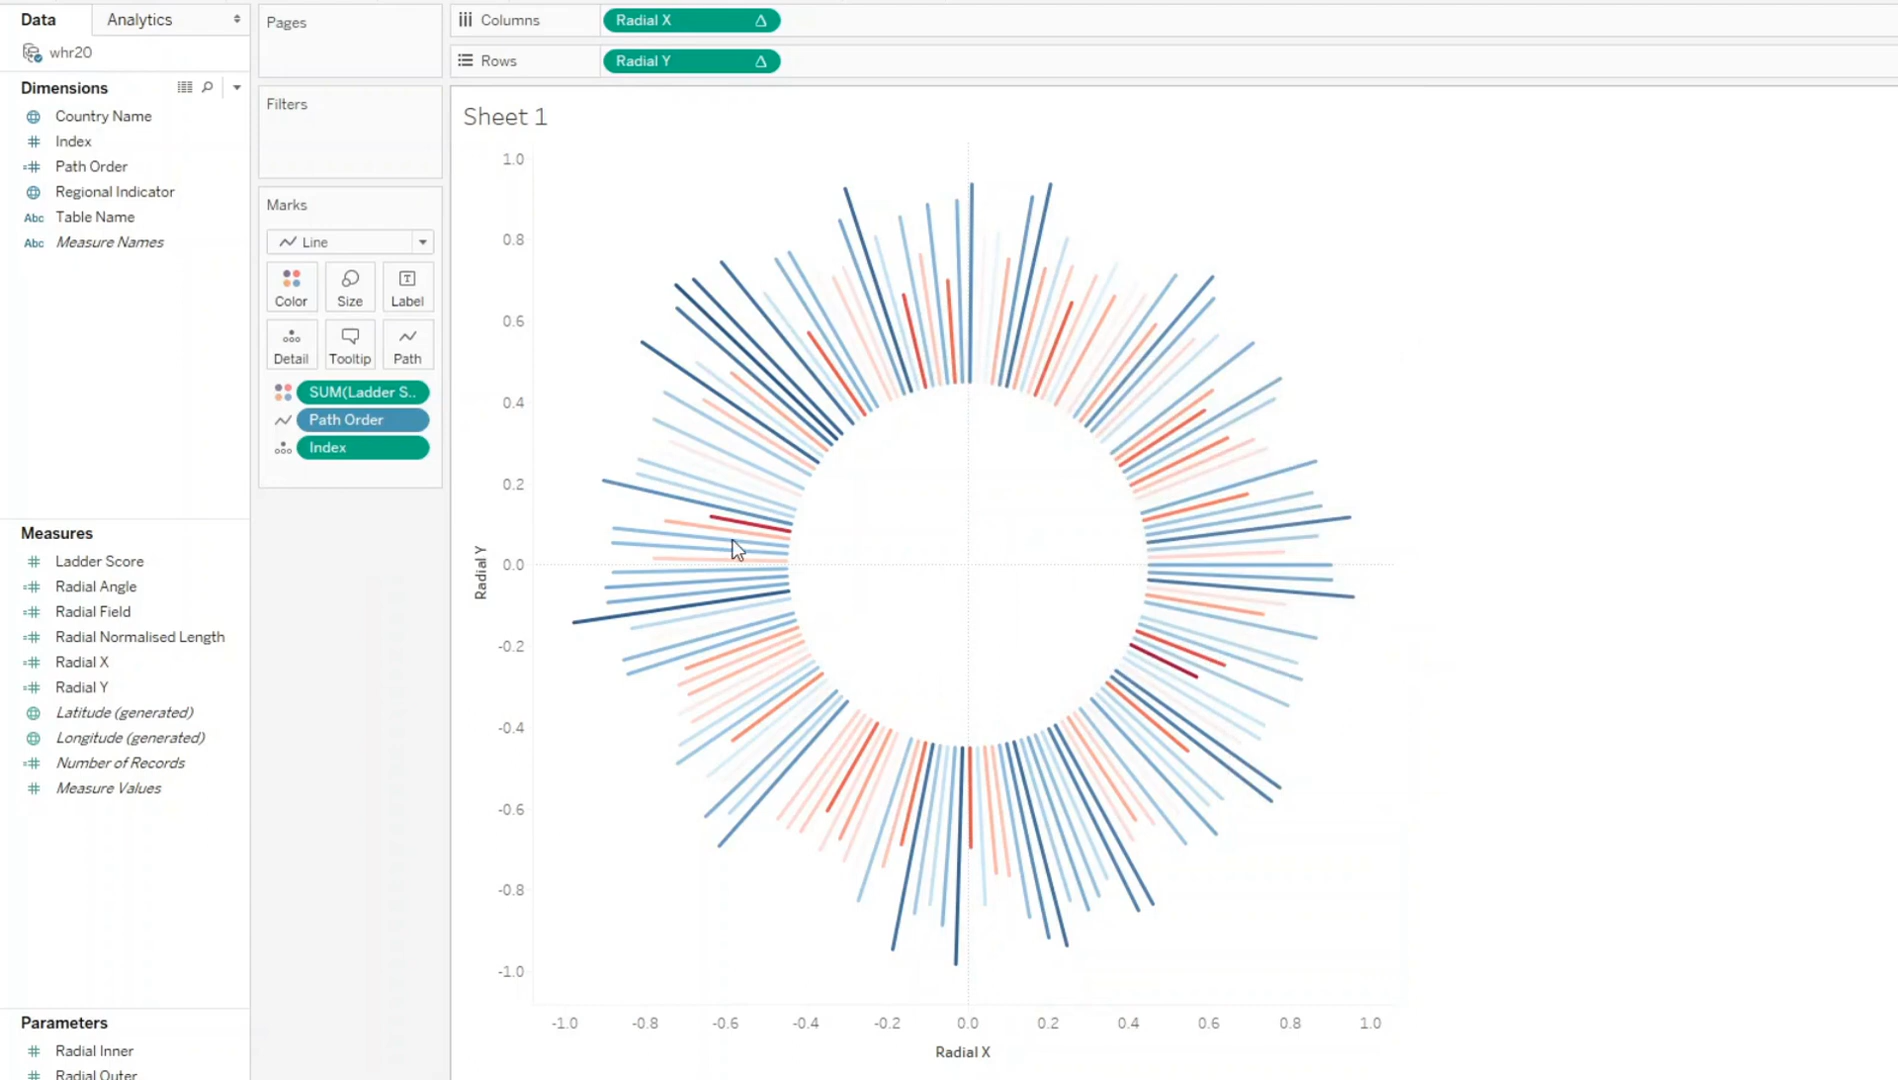 Data
Analytics
whr20
Dimensions
Country Name
Index
Path Order
Regional Indicator
Abc Table Name
Abc Measure Names
Measures
Ladder Score
Radial Angle
Radial Field
Radial Normalised Length
Radial X
Radial Y
Latitude (generated)
Longitude (generated)
Number of Records
Measure Values
Parameters
Radial Inner
Radial Outer
Pages
Filters
Marks
Line
Color Size Label
Detail Tooltip Path
SUM(Ladder S..
Path Order
Index
Columns Radial X
Rows Radial Y
Sheet 1
1.0
0.8
0.6
0.4
0.2
0.0
-0.2
-0.4
-0.6
-0.8
-1.0
Radial Y
-1.0 -0.8 -0.6 -0.4 -0.2 0.0 0.2 0.4 0.6 0.8 1.0
Radial X